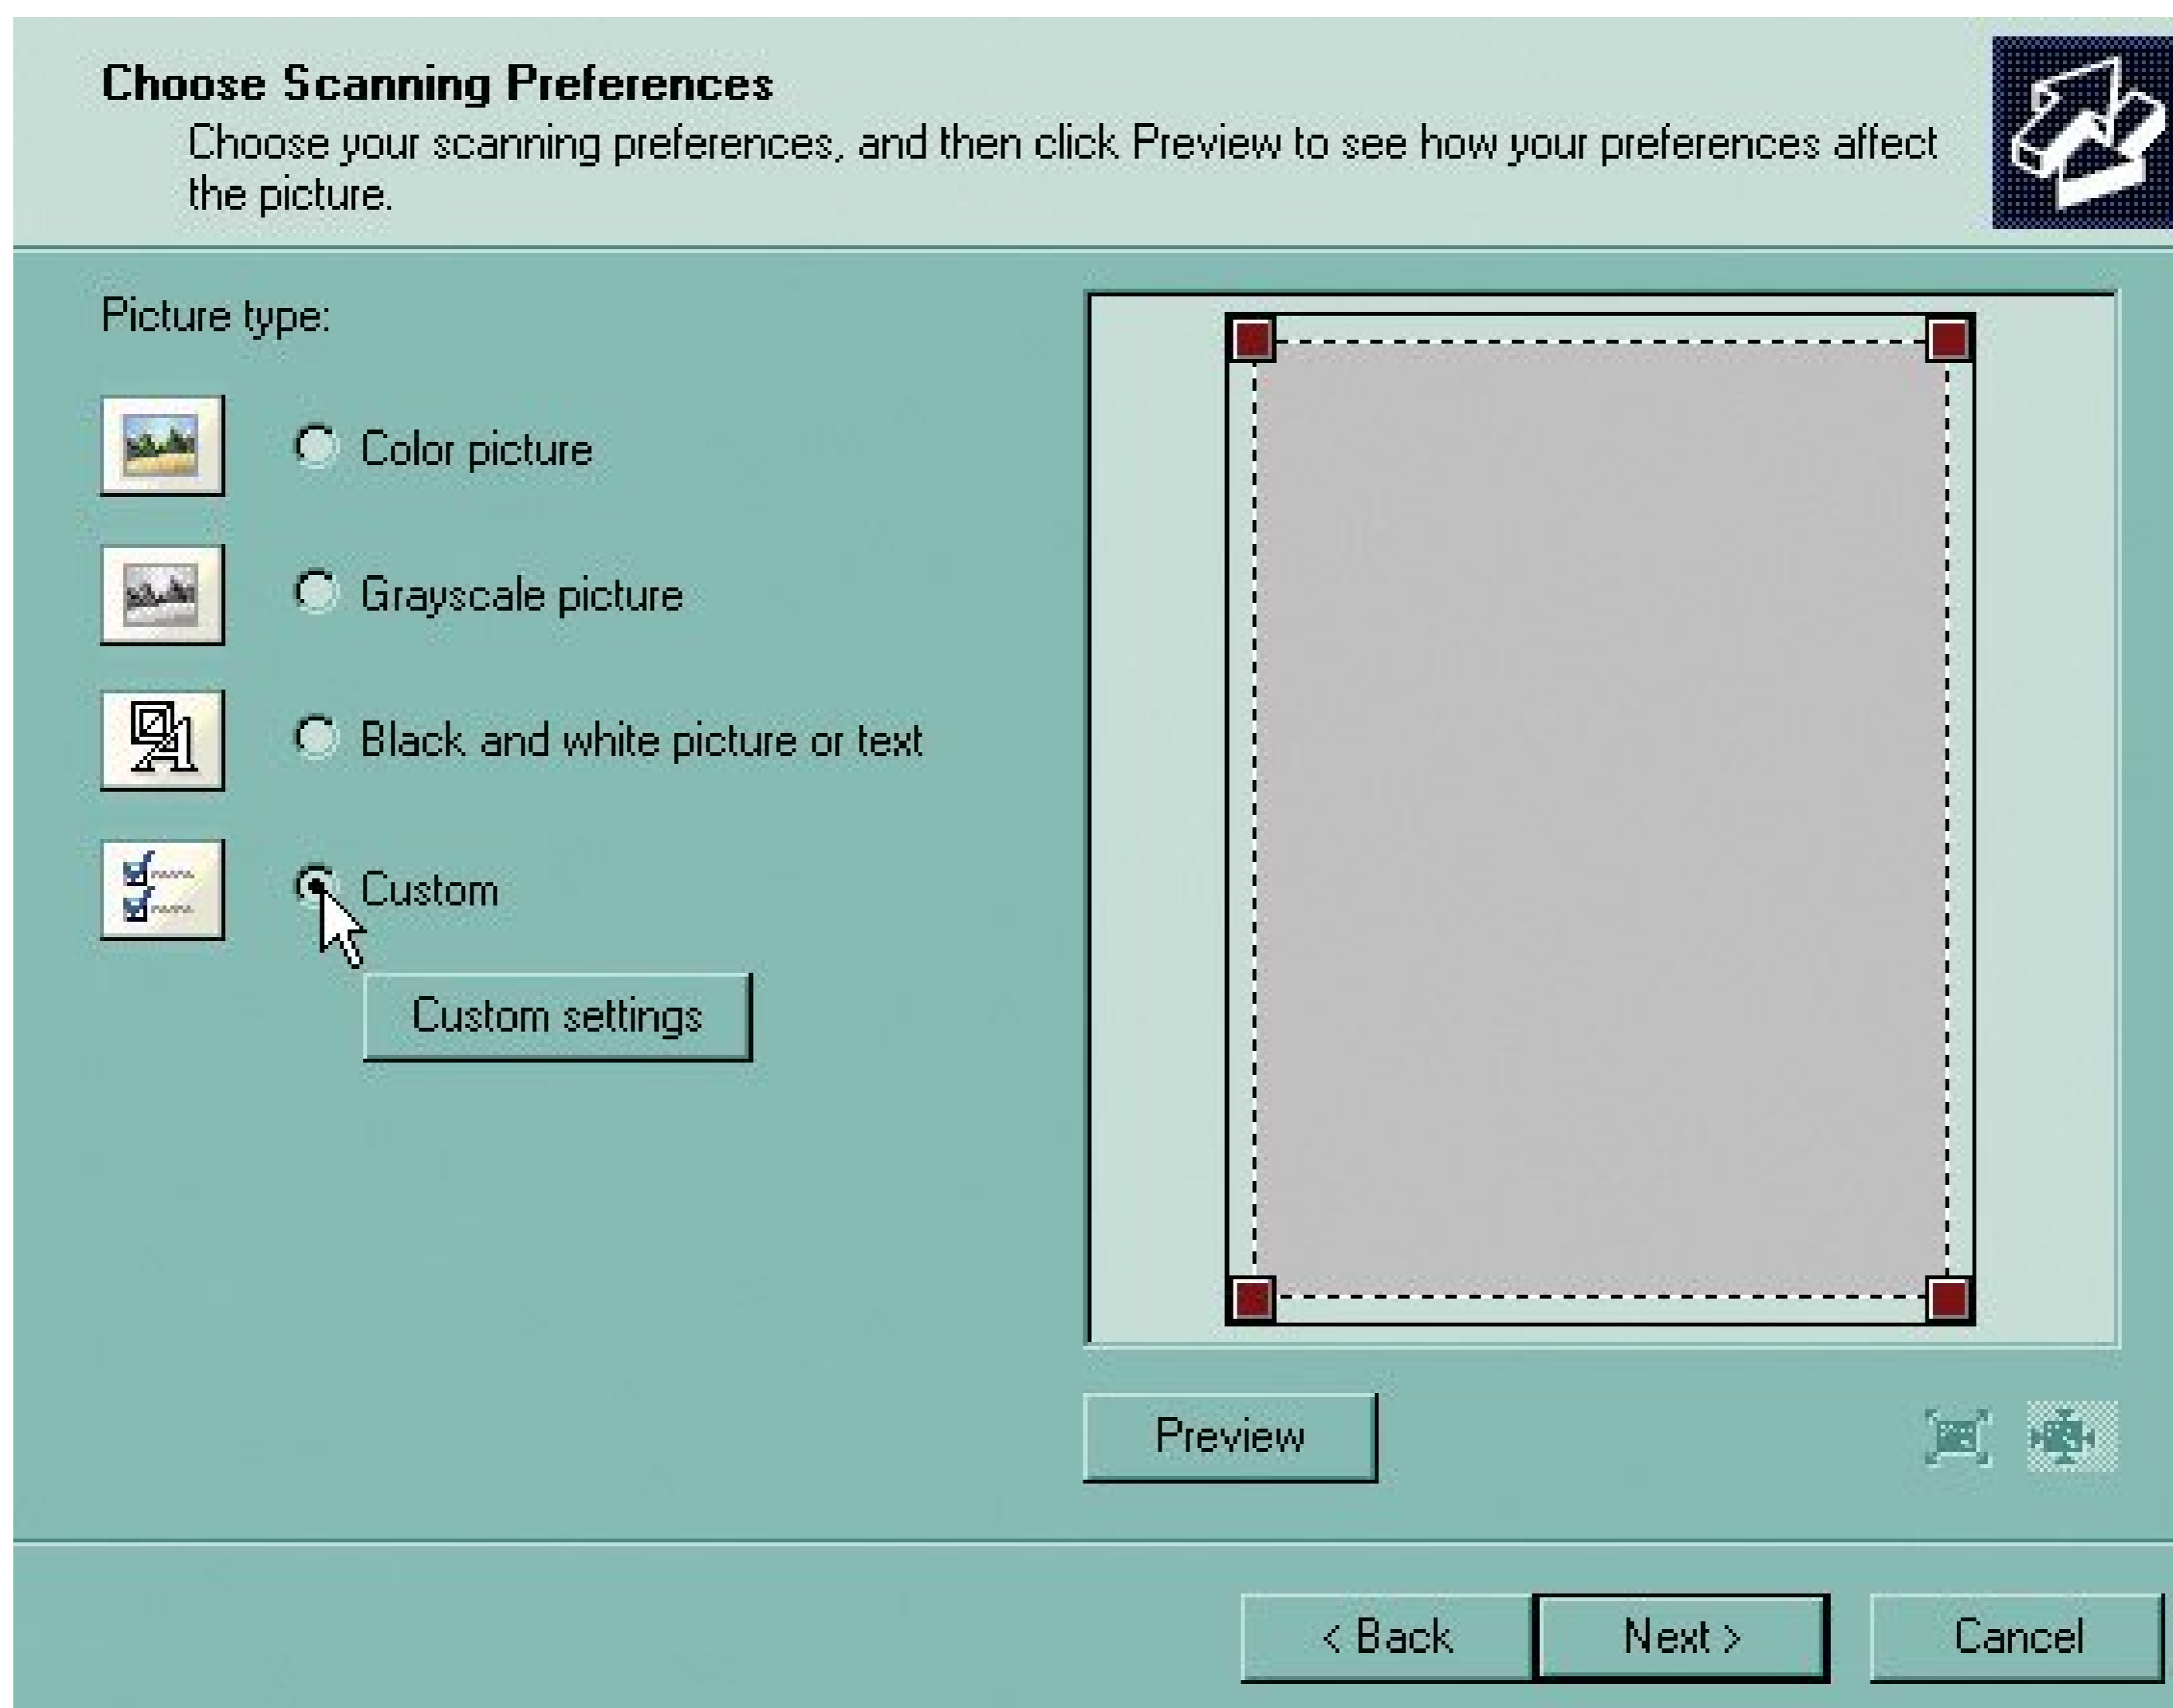 Choose Scanning Preferences
Choose your scanning preferences, and then click Preview to see how your preferences affect
the picture.
Picture type:
Color picture
Grayscale picture
Black and white picture or text
Custom
Custom settings
Preview
< Back
Next >
Cancel